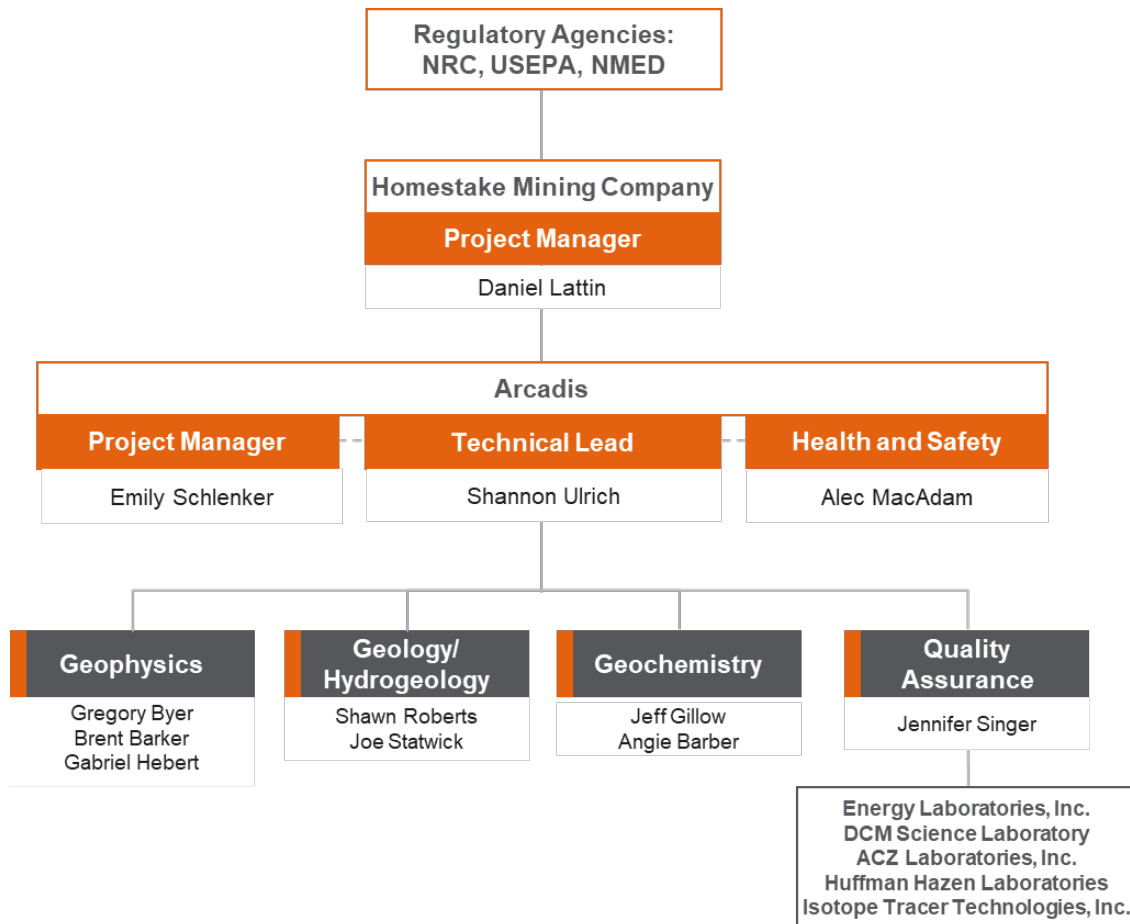 Regulatory Agencies:
NRC, USEPA, NMED
Homestake Mining Company
Project Manager
Daniel Lattin
Arcadis
Project Manager
Emily Schlenker
Technical Lead
Shannon Ulrich
Health and Safety
Alec MacAdam
Geophysics
Gregory Byer
Brent Barker
Gabriel Hebert
Geology/
Hydrogeology
Shawn Roberts
Joe Statwick
Geochemistry
Jeff Gillow
Angie Barber
Quality
Assurance
Jennifer Singer
Energy Laboratories, Inc.
DCM Science Laboratory
ACZ Laboratories, Inc.
Huffman Hazen Laboratories
Isotope Tracer Technologies, Inc.